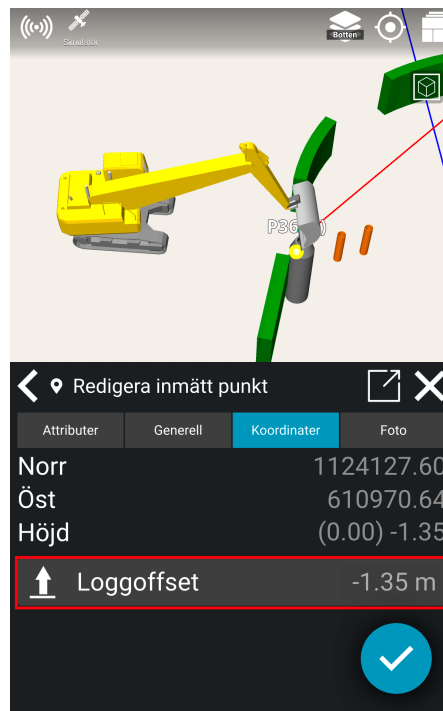 Simulator
Botten
P36
Redigera inmätt punkt
Attributer Generell Koordinater Foto
Norr 1124127.60
Öst 610970.64
Höjd (0.00) -1.35
Loggoffset -1.35 m